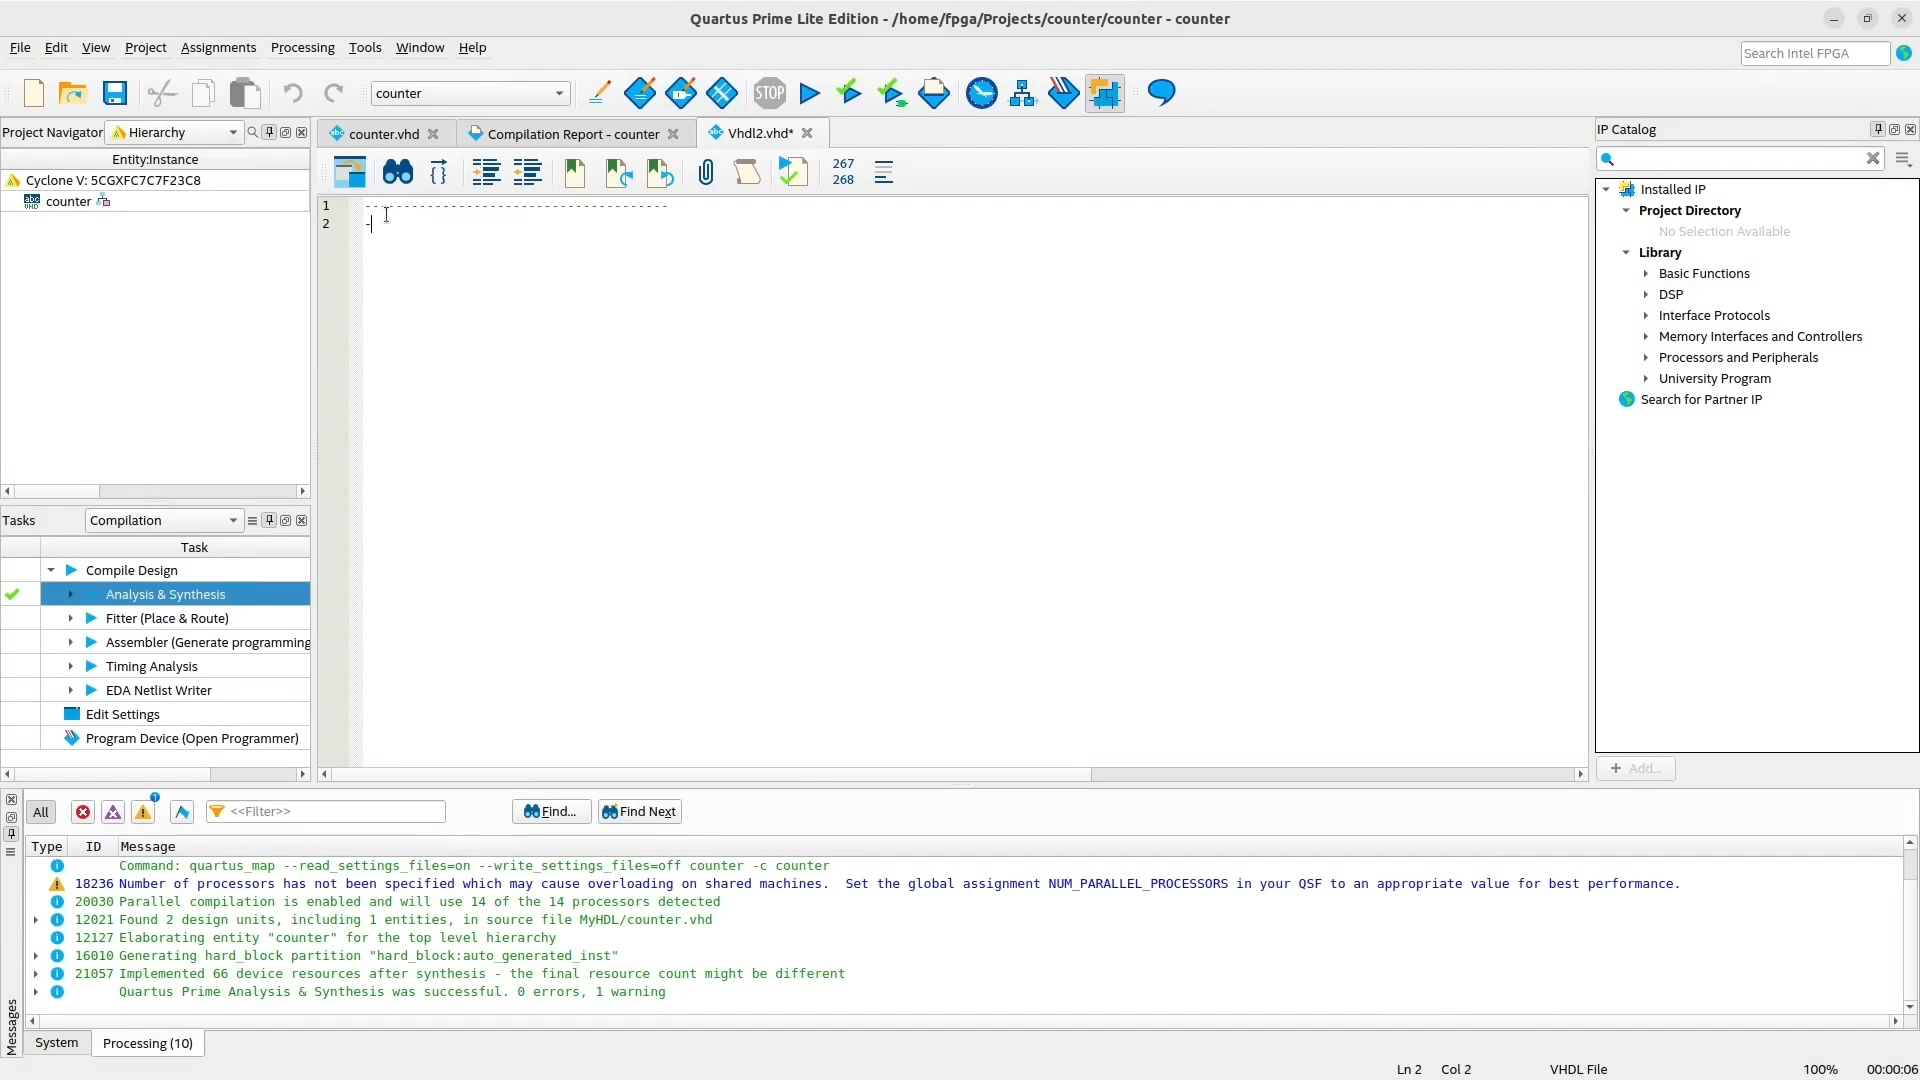 Quartus Prime Lite Edition - /home/fpga/Projects/counter/counter - counter
File Edit View Project Assignments Processing Tools Window Help
Search Intel FPGA
counter
STOP
Project Navigator Hierarchy
Entity:Instance
Cyclone V: 5CGXFC7C7F23C8
counter
counter.vhd
Compilation Report - counter
Vhdl2.vhd*
267
268
1 ---------------------------------------
2 -
Tasks Compilation
Task
Compile Design
Analysis & Synthesis
Fitter (Place & Route)
Assembler (Generate programming
Timing Analysis
EDA Netlist Writer
Edit Settings
Program Device (Open Programmer)
IP Catalog
Installed IP
Project Directory
No Selection Available
Library
Basic Functions
DSP
Interface Protocols
Memory Interfaces and Controllers
Processors and Peripherals
University Program
Search for Partner IP
+ Add...
All
1
<<Filter>>
Find...
Find Next
Type ID Message
Command: quartus_map --read_settings_files=on --write_settings_files=off counter -c counter
18236 Number of processors has not been specified which may cause overloading on shared machines.  Set the global assignment NUM_PARALLEL_PROCESSORS in your QSF to an appropriate value for best performance.
20030 Parallel compilation is enabled and will use 14 of the 14 processors detected
12021 Found 2 design units, including 1 entities, in source file MyHDL/counter.vhd
12127 Elaborating entity "counter" for the top level hierarchy
16010 Generating hard_block partition "hard_block:auto_generated_inst"
21057 Implemented 66 device resources after synthesis - the final resource count might be different
Quartus Prime Analysis & Synthesis was successful. 0 errors, 1 warning
Messages
System
Processing (10)
Ln 2 Col 2 VHDL File 100% 00:00:06